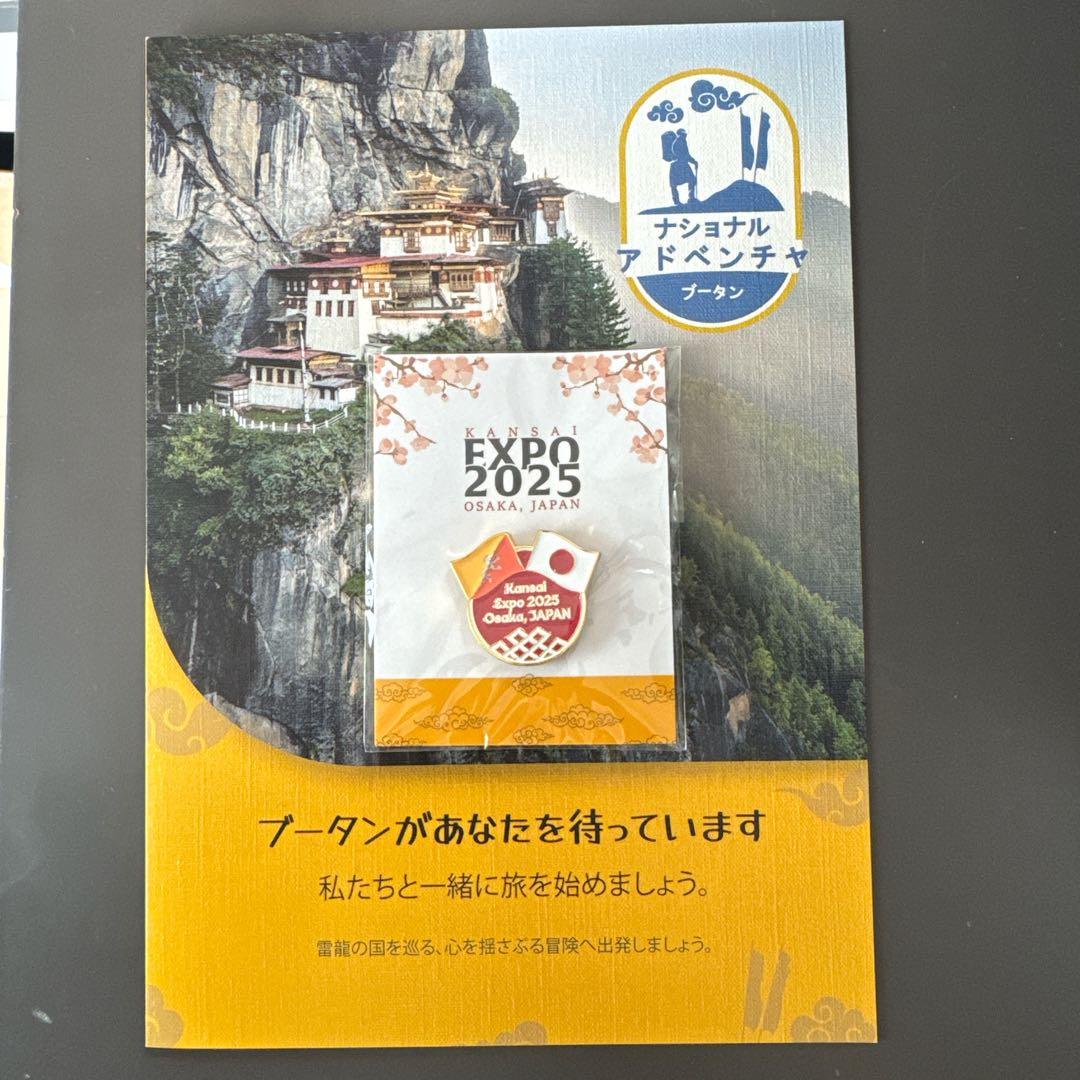 ナショナル
アドベンチャ
ブータン
KANSAI
EXPO
2025
OSAKA, JAPAN
Kansai
Expo 2025
Osaka, JAPAN
ブータンがあなたを待っています
私たちと一緒に旅を始めましょう。
雷龍の国を巡る、心を揺さぶる冒険へ出発しましょう。